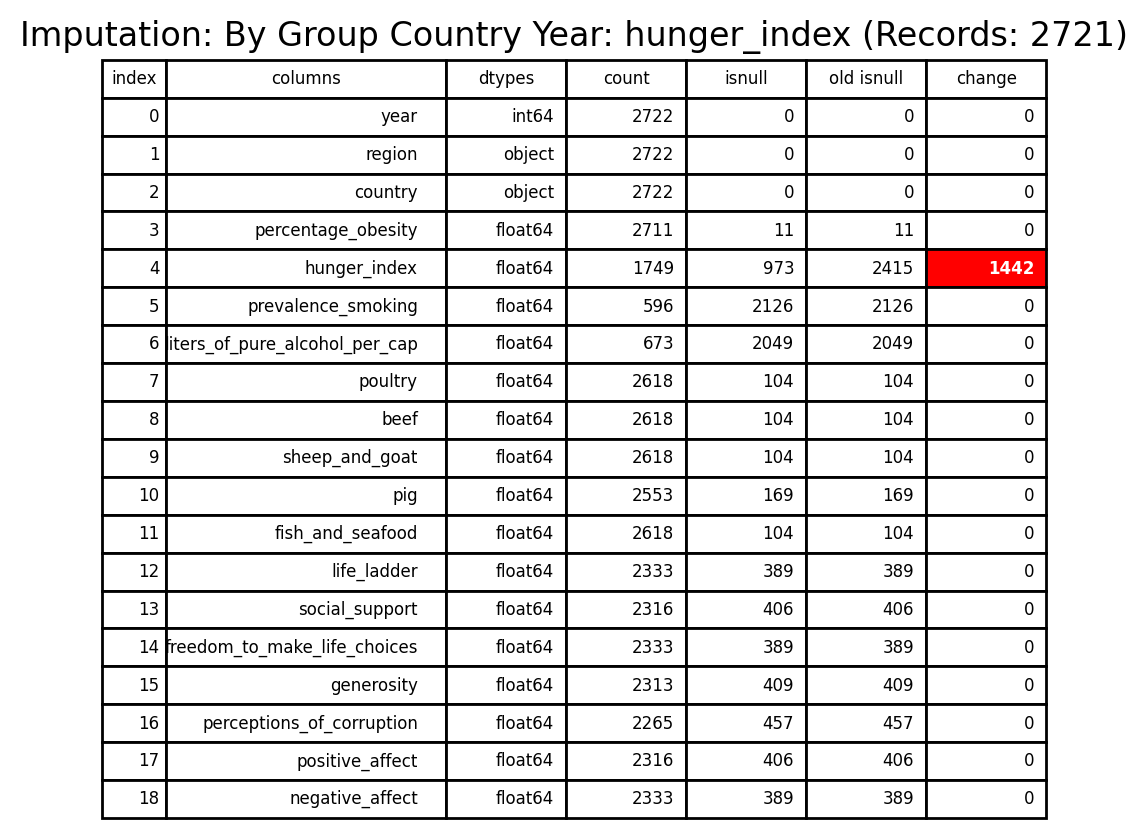 Imputation: By Group Country Year: hunger_index (Records: 2721)
index columns dtypes count isnull old isnull change
0 year int64 2722 0 0 0
1 region object 2722 0 0 0
2 country object 2722 0 0 0
3 percentage_obesity float64 2711 11 11 0
4 hunger_index float64 1749 973 2415 1442
5 prevalence_smoking float64 596 2126 2126 0
6 iters_of_pure_alcohol_per_cap float64 673 2049 2049 0
7 poultry float64 2618 104 104 0
8 beef float64 2618 104 104 0
9 sheep_and_goat float64 2618 104 104 0
10 pig float64 2553 169 169 0
11 fish_and_seafood float64 2618 104 104 0
12 life_ladder float64 2333 389 389 0
13 social_support float64 2316 406 406 0
14 freedom_to_make_life_choices float64 2333 389 389 0
15 generosity float64 2313 409 409 0
16 perceptions_of_corruption float64 2265 457 457 0
17 positive_affect float64 2316 406 406 0
18 negative_affect float64 2333 389 389 0